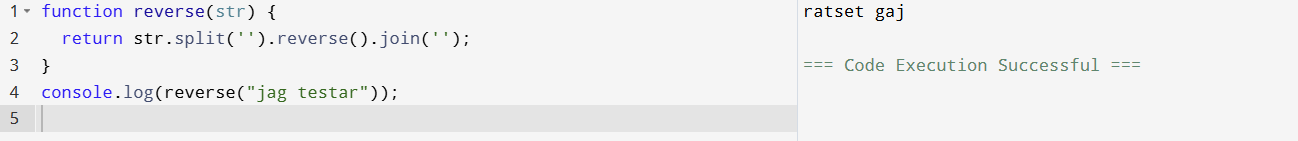 1 function reverse(str) {
2   return str.split('').reverse().join('');
3 }
4 console.log(reverse("jag testar"));
5
ratset gaj
=== Code Execution Successful ===